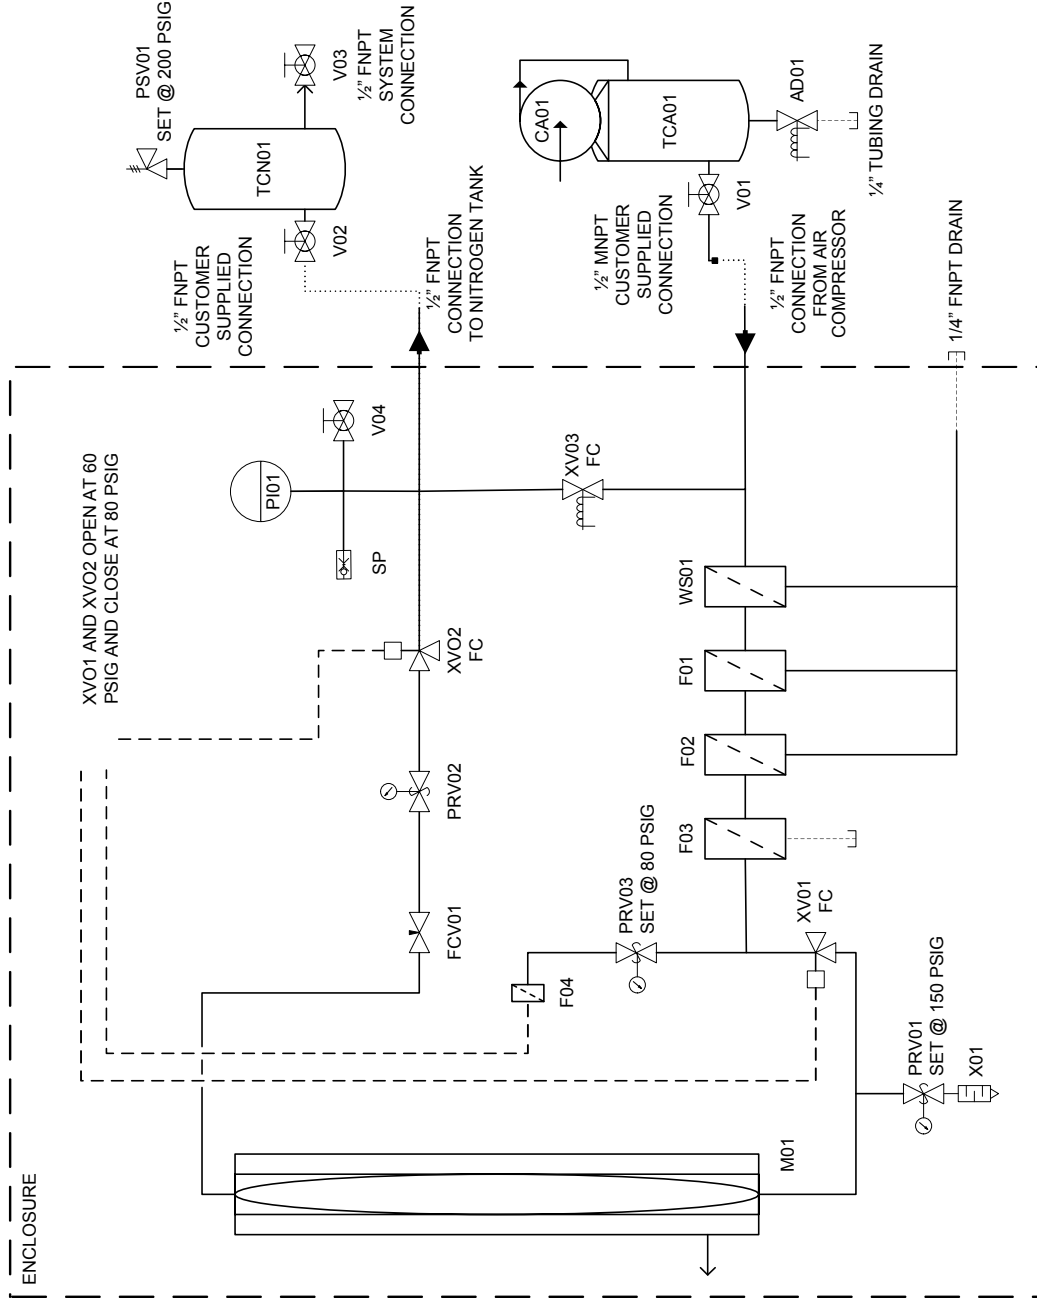 ENCLOSURE
XVO1 AND XVO2 OPEN AT 60
PSIG AND CLOSE AT 80 PSIG
M01
PRV01
SET @ 150 PSIG
X01
FCV01
PRV02
XVO2
FC
SP
PI01
V04
F04
PRV03
SET @ 80 PSIG
XV01
FC
F03
F02
F01
WS01
XV03
FC
½" FNPT
CUSTOMER
SUPPLIED
CONNECTION
V02
TCN01
PSV01
SET @ 200 PSIG
V03
½" FNPT
SYSTEM
CONNECTION
½" FNPT
CONNECTION
TO NITROGEN TANK
½" MNPT
CUSTOMER
SUPPLIED
CONNECTION
V01
CA01
TCA01
AD01
¼" TUBING DRAIN
½" FNPT
CONNECTION
FROM AIR
COMPRESSOR
1/4" FNPT DRAIN